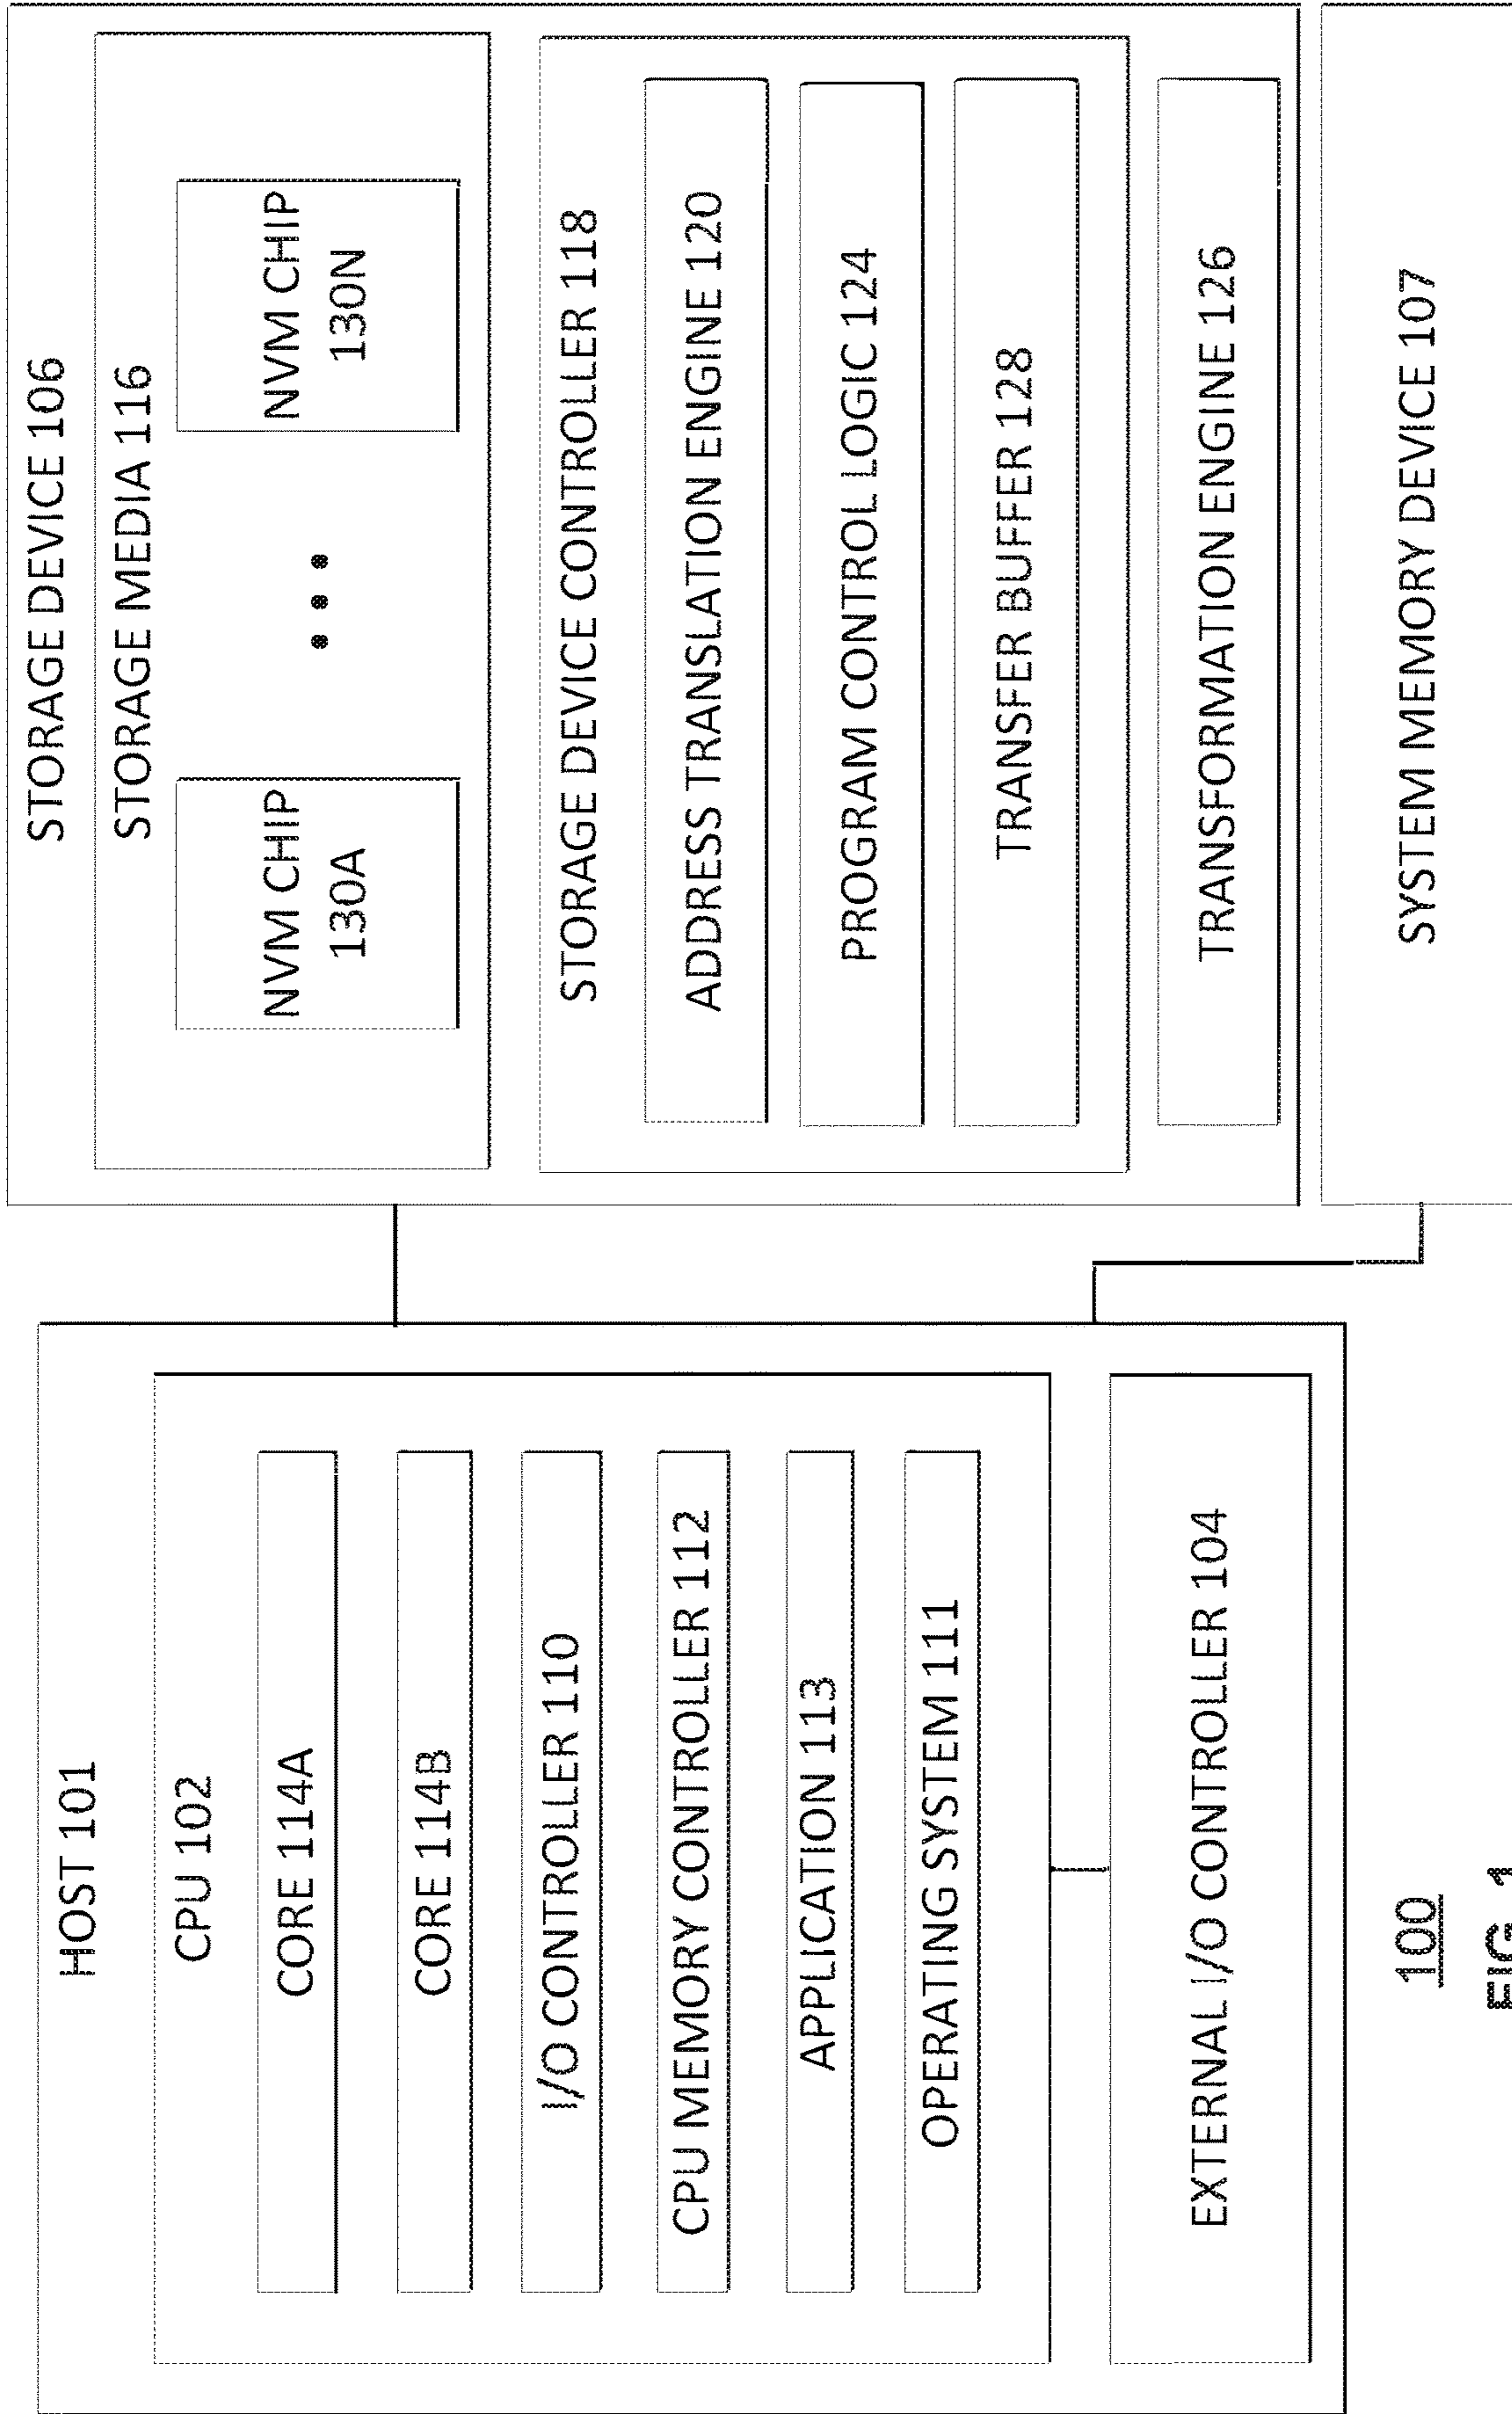 HOST 101
CPU 102
CORE 114A
CORE 114B
I/O CONTROLLER 110
CPU MEMORY CONTROLLER 112
APPLICATION 113
OPERATING SYSTEM 111
EXTERNAL I/O CONTROLLER 104
STORAGE DEVICE 106
STORAGE MEDIA 116
NVM CHIP
130A
NVM CHIP
130N
STORAGE DEVICE CONTROLLER 118
ADDRESS TRANSLATION ENGINE 120
PROGRAM CONTROL LOGIC 124
TRANSFER BUFFER 128
TRANSFORMATION ENGINE 126
SYSTEM MEMORY DEVICE 107
100
FIG. 1